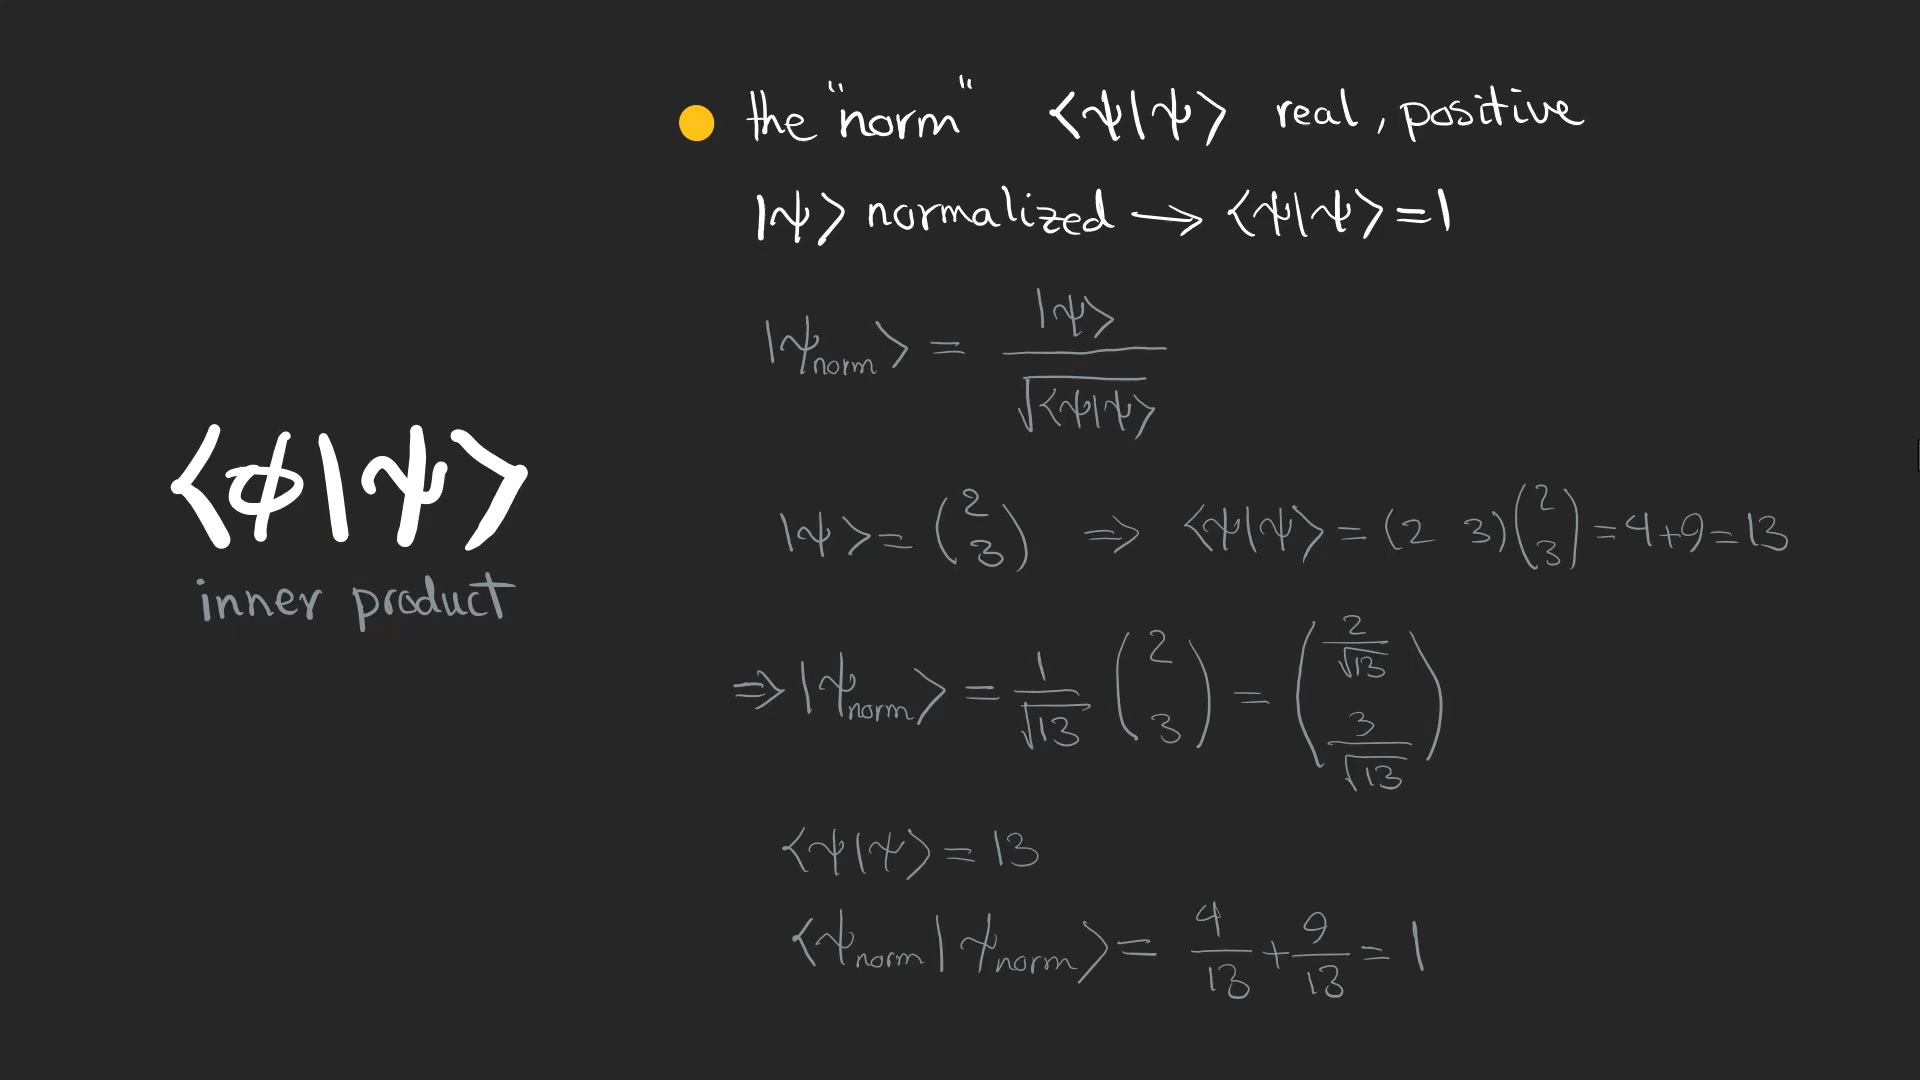 ⟨φ|ψ⟩
inner product
the "norm" ⟨ψ|ψ⟩ real, positive
|ψ⟩ normalized → ⟨ψ|ψ⟩ = 1
|ψ_norm⟩ = |ψ⟩ / √⟨ψ|ψ⟩
|ψ⟩ = (2 3) ⇒ ⟨ψ|ψ⟩ = (2 3)(2 3) = 4+9 = 13
⇒ |ψ_norm⟩ = 1/√13 (2 3) = (2/√13 3/√13)
⟨ψ|ψ⟩ = 13
⟨ψ_norm|ψ_norm⟩ = 4/13 + 9/13 = 1